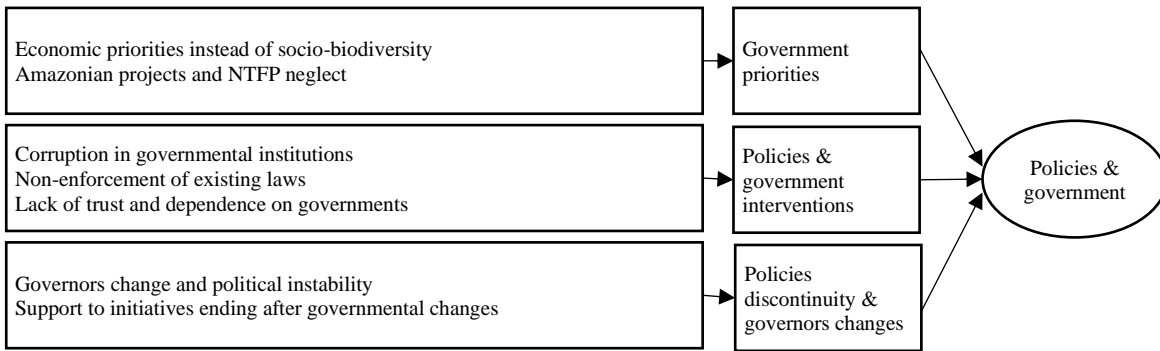 Economic priorities instead of socio-biodiversity
Amazonian projects and NTFP neglect
Government
priorities
Corruption in governmental institutions
Non-enforcement of existing laws
Lack of trust and dependence on governments
Policies &
government
interventions
Policies &
government
Governors change and political instability
Support to initiatives ending after governmental changes
Policies
discontinuity &
governors changes